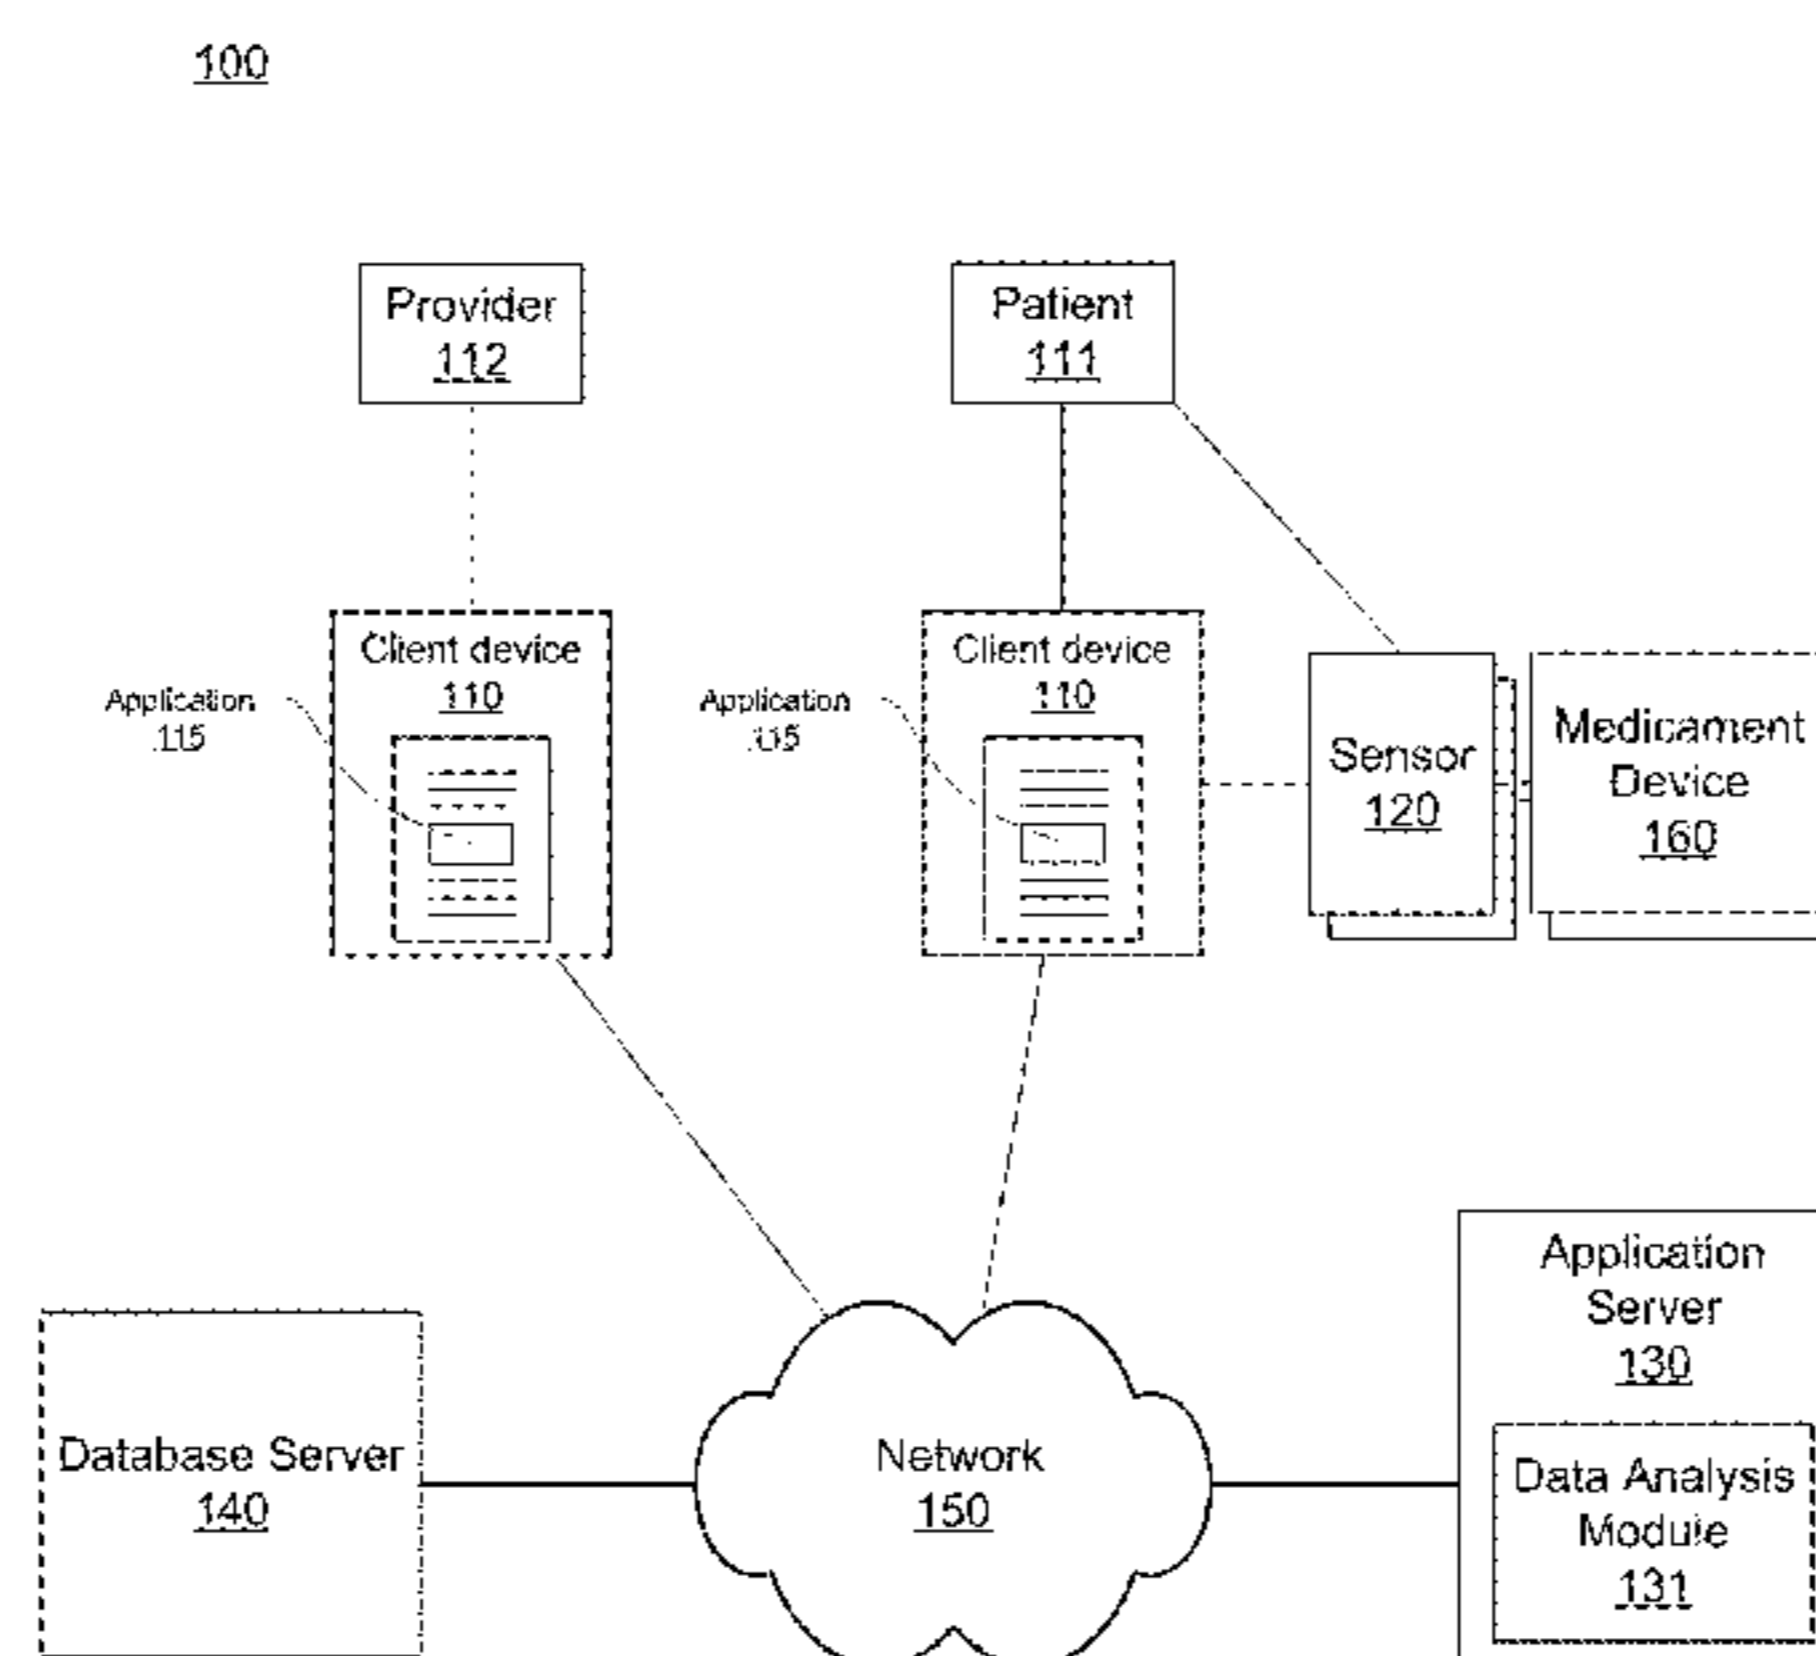 100
Provider
112
Patient
111
Client device
110
Application
115
Client device
110
Application
115
Sensor
120
Medicament
Device
160
Application
Server
130
Database Server
140
Network
150
Data Analysis
Module
131